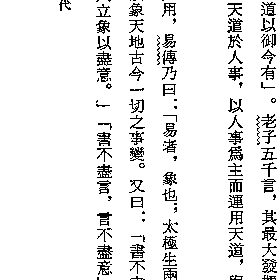 道以御今有」。老子五千言，其最大發
天道於人事，以人事爲主而運用天道，
用，易傳乃曰：「易者，象也；太極生兩
象天地古今一切之事變。又曰：「書不
立象以盡意。」「書不盡言，言不盡意
代